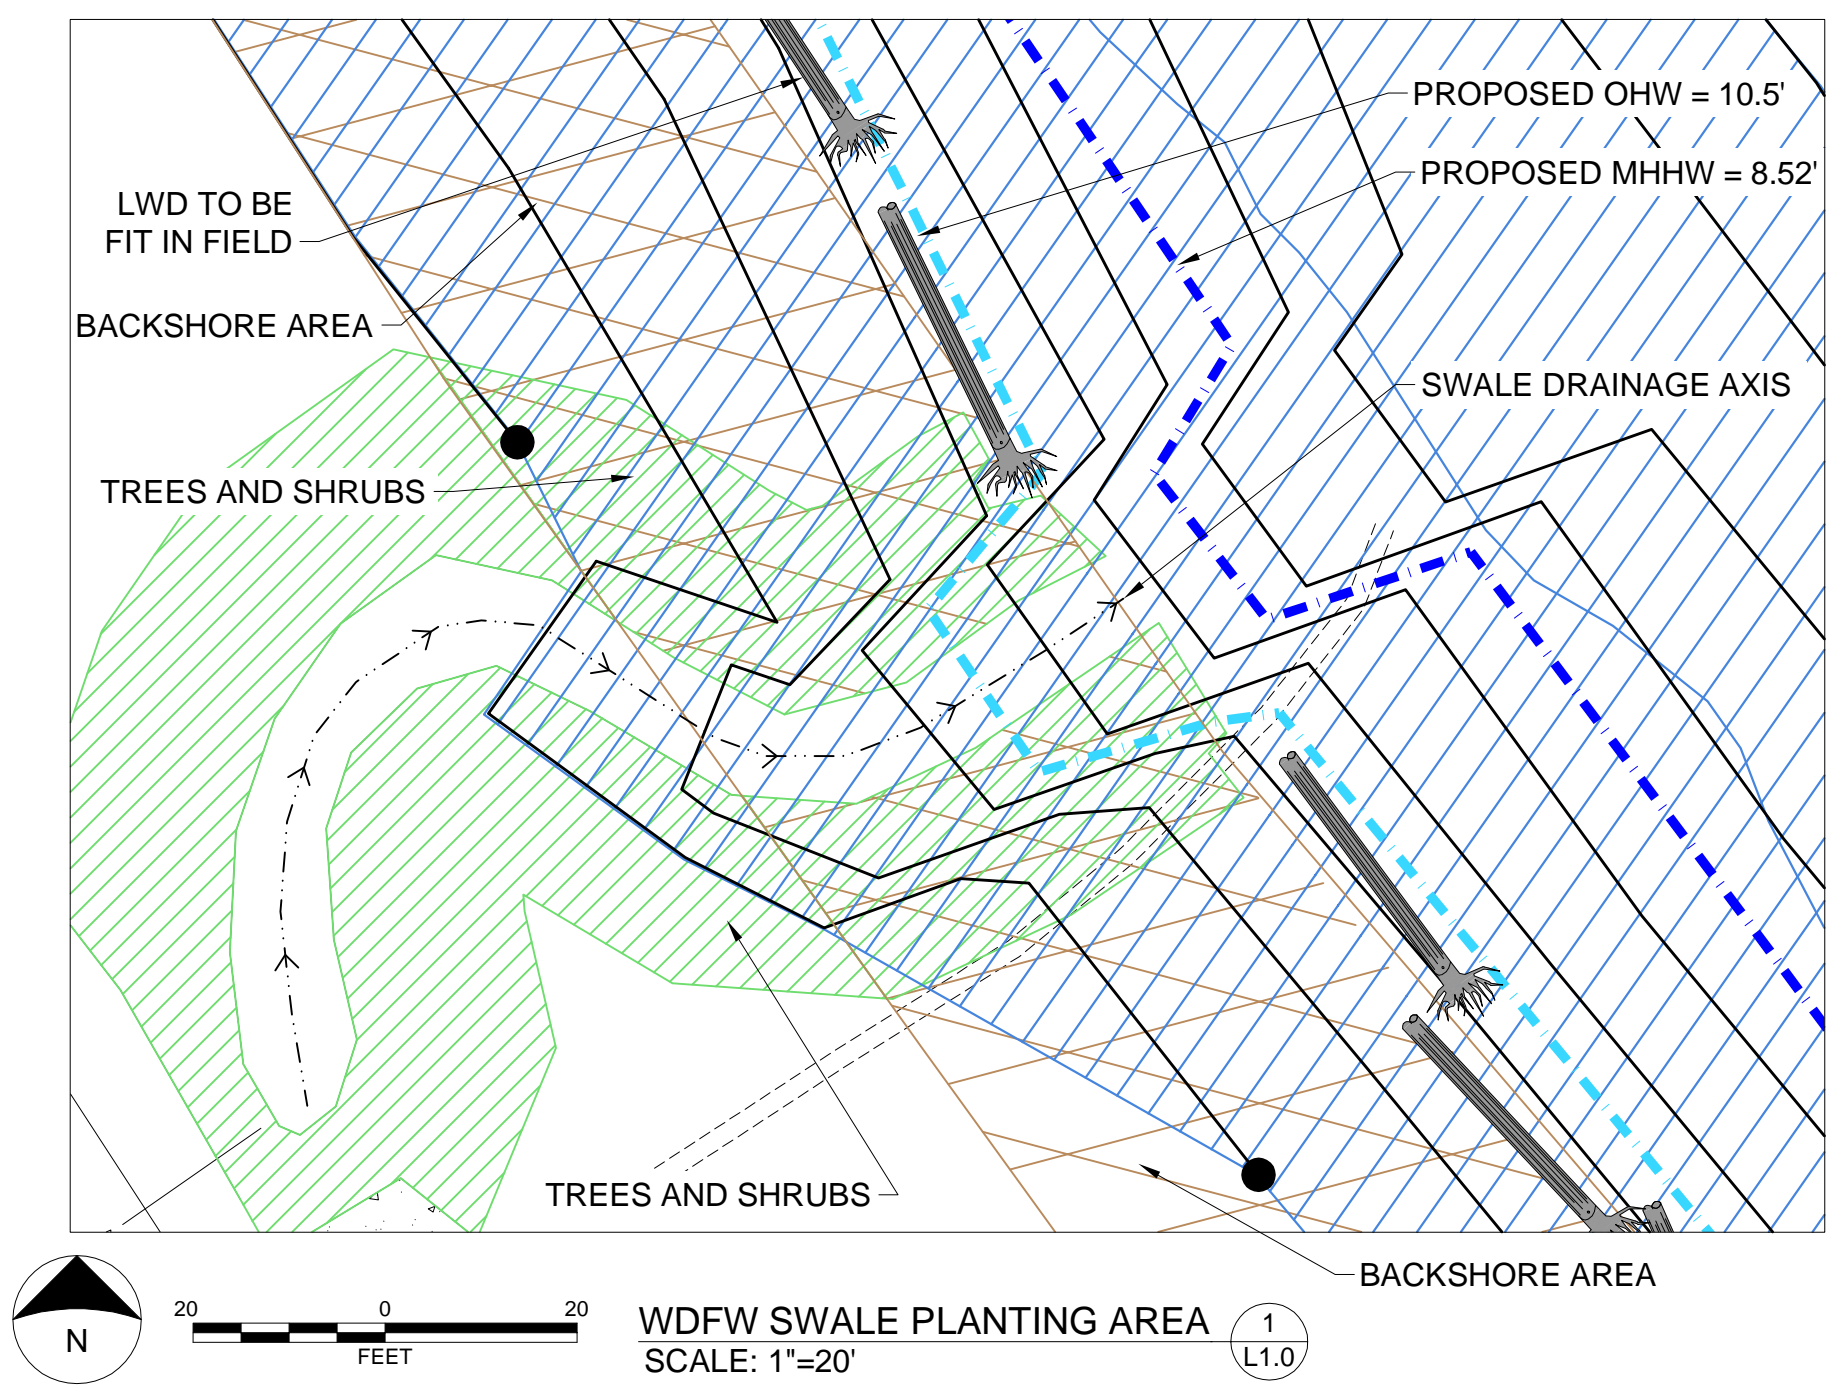 PROPOSED OHW = 10.5'
PROPOSED MHHW = 8.52'
LWD TO BE
FIT IN FIELD
BACKSHORE AREA
SWALE DRAINAGE AXIS
TREES AND SHRUBS
TREES AND SHRUBS
BACKSHORE AREA
N
20 0 20
FEET
WDFW SWALE PLANTING AREA
SCALE: 1"=20'
1
L1.0